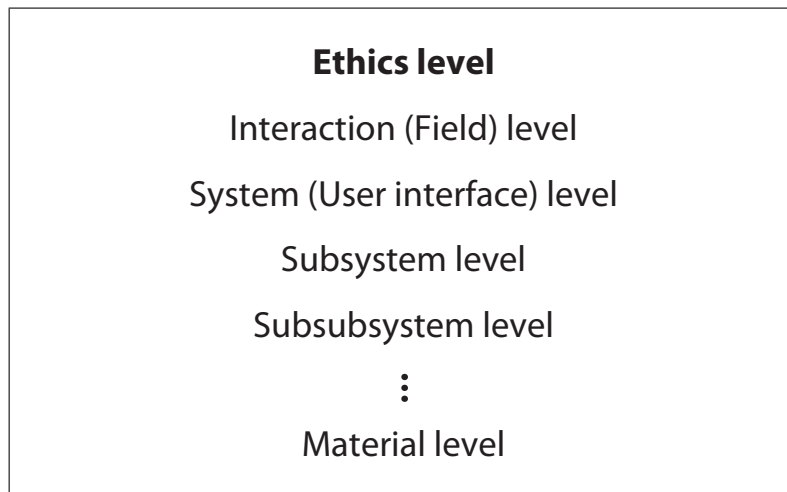 Ethics level
Interaction (Field) level
System (User interface) level
Subsystem level
Subsubsystem level
⋮
Material level